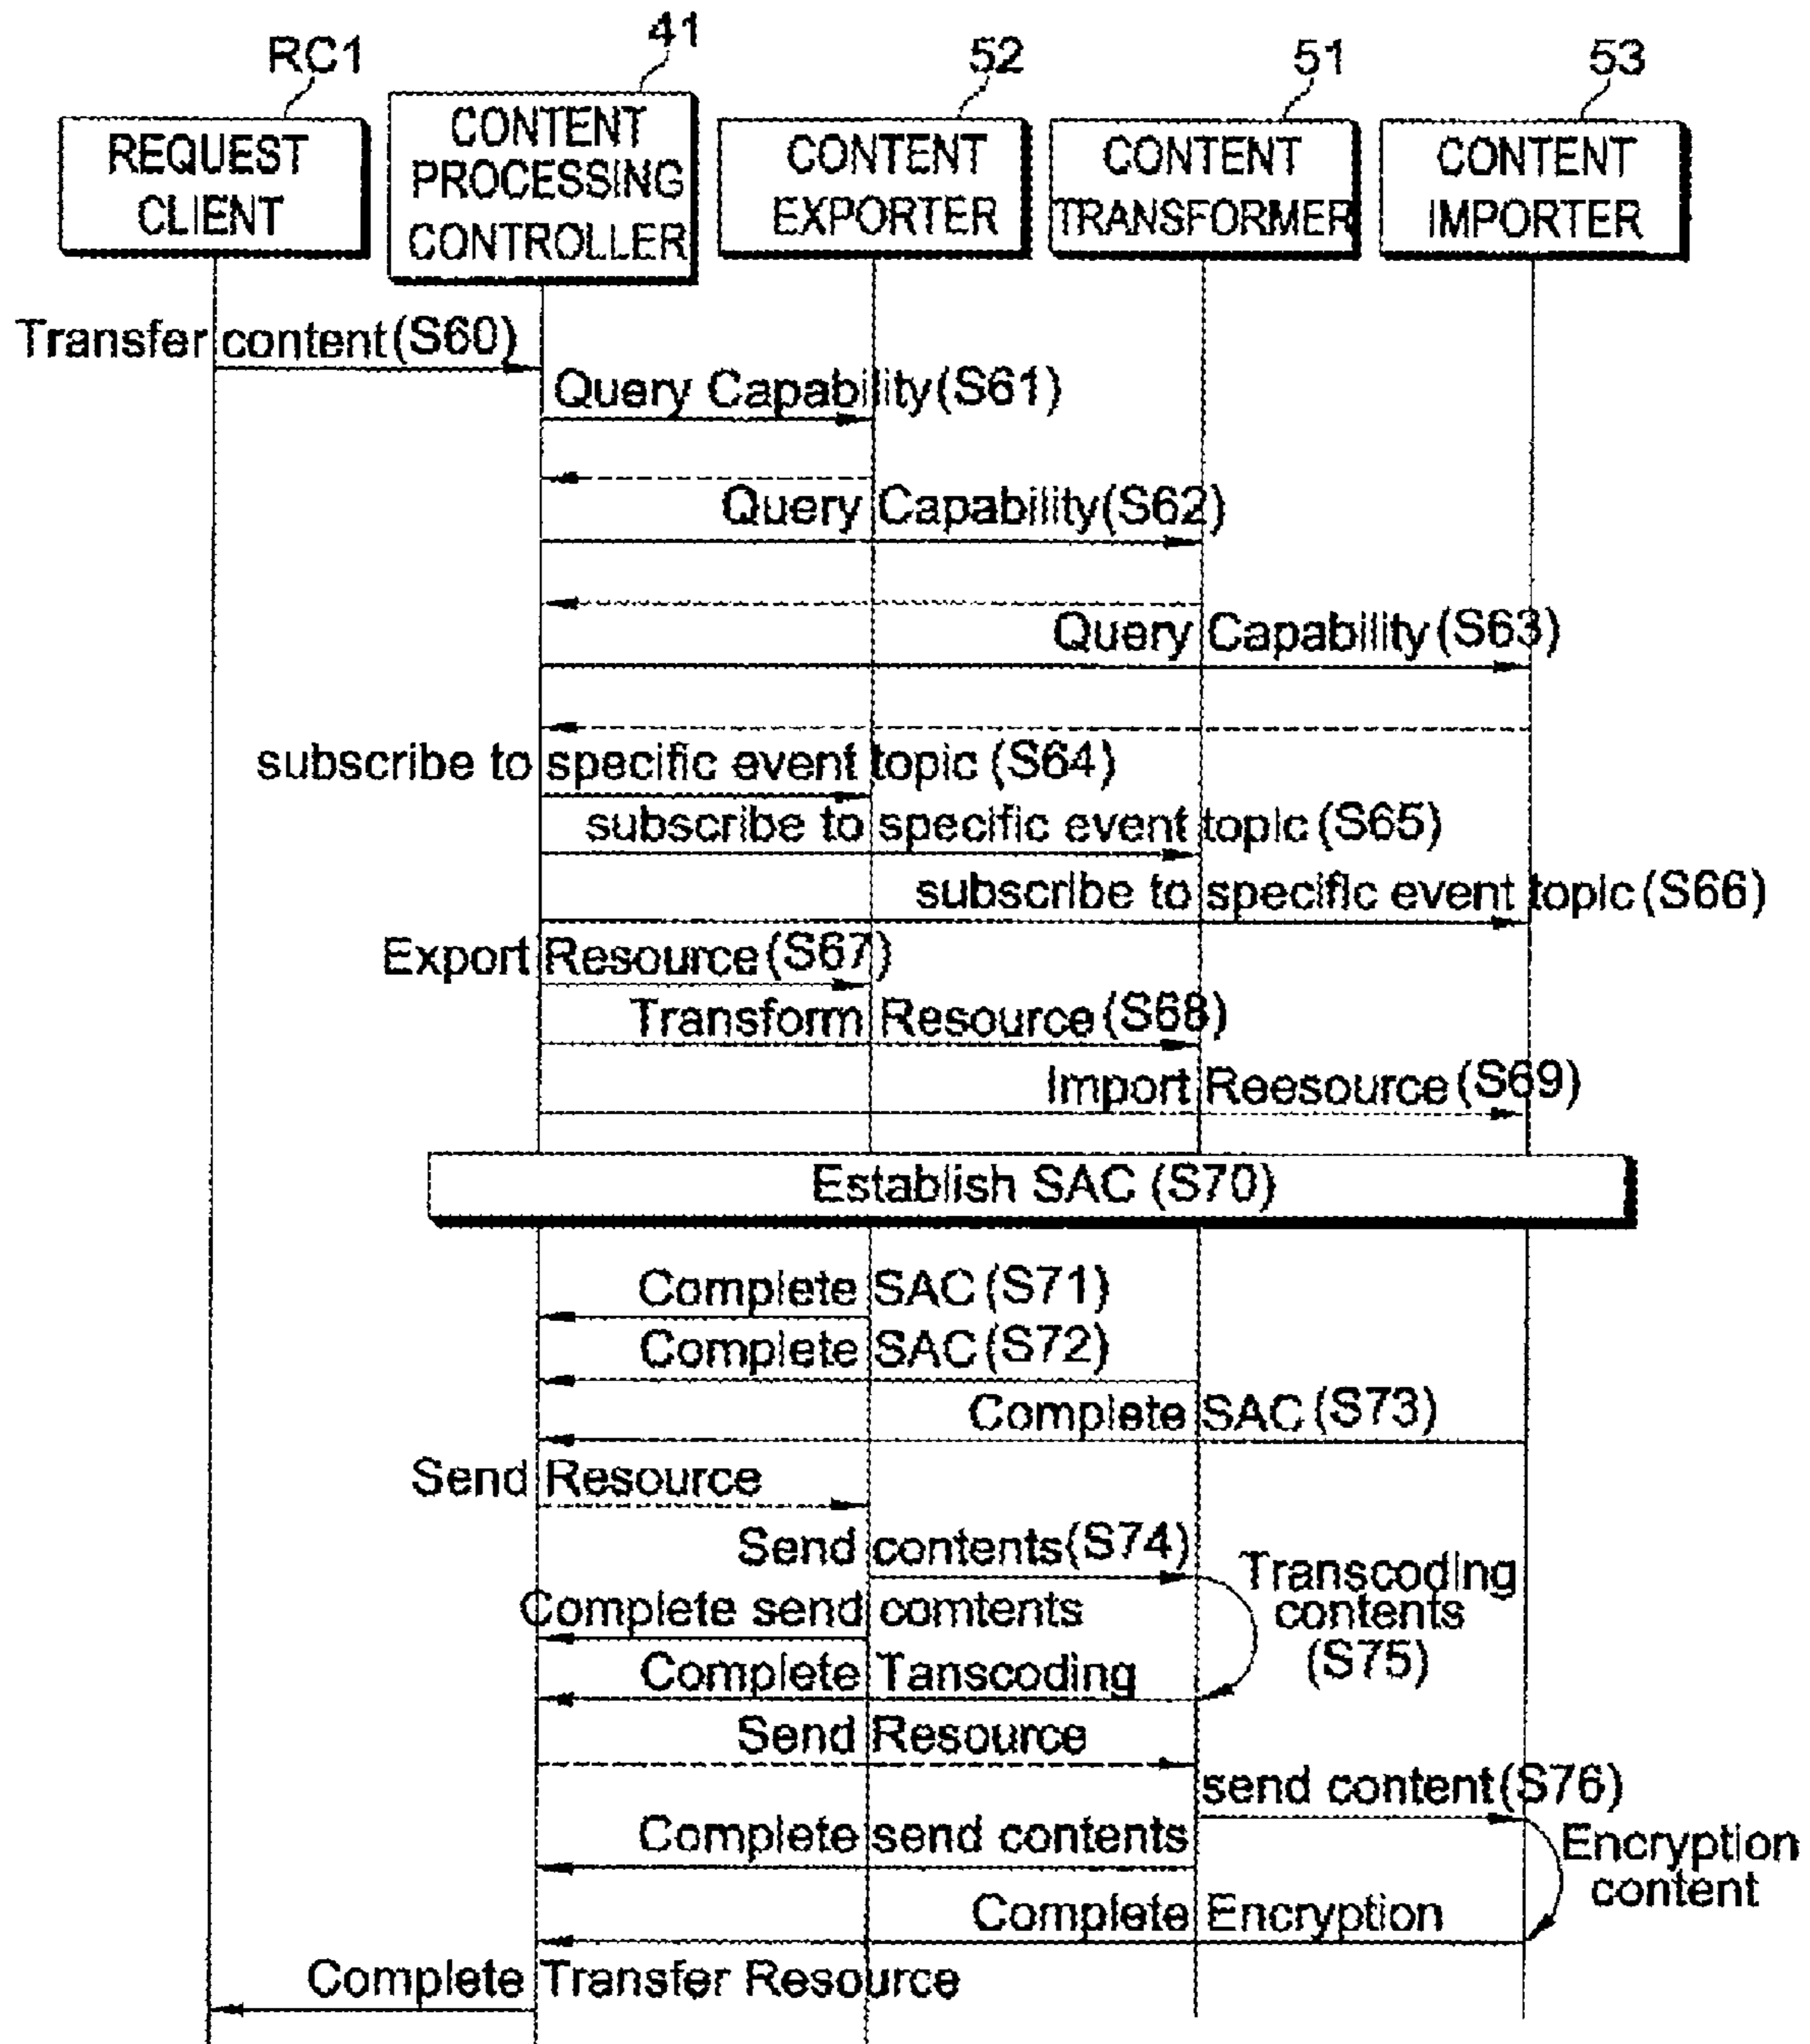 RC1
41
52
51
53
REQUEST
CLIENT
CONTENT
PROCESSING
CONTROLLER
CONTENT
EXPORTER
CONTENT
TRANSFORMER
CONTENT
IMPORTER
Transfer content (S60)
Query Capability (S61)
Query Capability (S62)
Query Capability (S63)
subscribe to specific event topic (S64)
subscribe to specific event topic (S65)
subscribe to specific event topic (S66)
Export Resource (S67)
Transform Resource (S68)
Import Reesource (S69)
Establish SAC (S70)
Complete SAC (S71)
Complete SAC (S72)
Complete SAC (S73)
Send Resource
Send contents (S74)
Transcoding
contents
(S75)
Complete send comtents
Complete Tanscoding
Send Resource
send content (S76)
Complete send contents
Encryption
content
Complete Encryption
Complete Transfer Resource